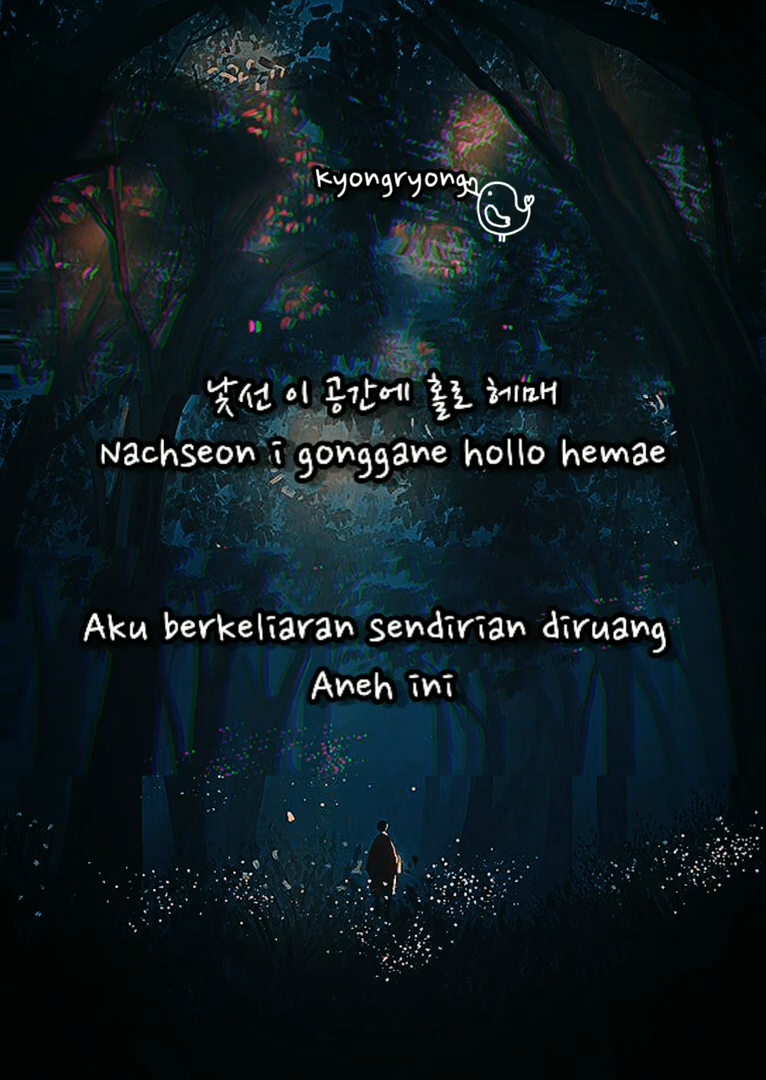 kyongryong
낯선 이 공간에 홀로 헤매
Nachseon i gonggane hollo hemae
Aku berkeliaran sendirian diruang
Aneh ini